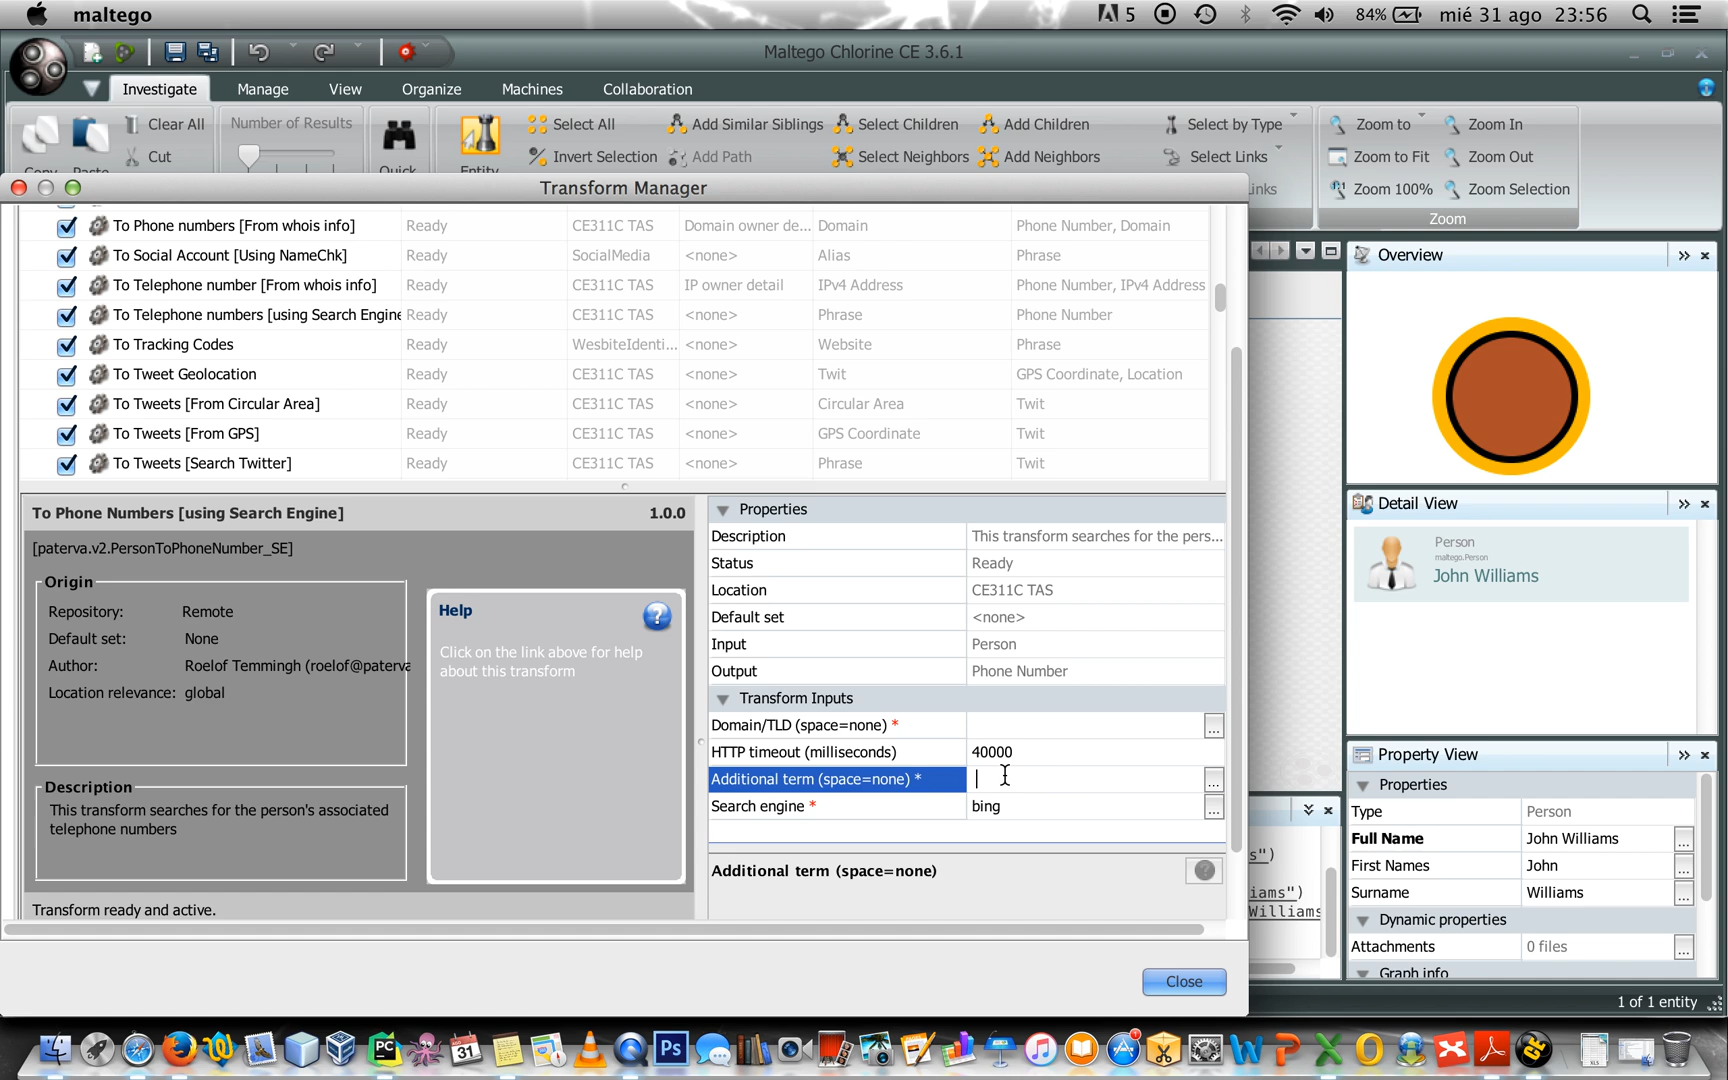 maltego
5
84%
mié 31 ago 23:56
Maltego Chlorine CE 3.6.1
Investigate Manage View Organize Machines Collaboration
Clear All
Number of Results
Select All
Add Similar Siblings
Select Children
Add Children
Select by Type
Zoom to
Zoom In
Cut
Invert Selection
Add Path
Select Neighbors
Add Neighbors
Select Links
Zoom to Fit
Zoom Out
Copy
Paste
Quick
Entity
Links
Zoom 100%
Zoom Selection
Zoom
Transform Manager
To Phone numbers [From whois info] Ready CE311C TAS Domain owner de... Domain Phone Number, Domain
To Social Account [Using NameChk] Ready SocialMedia <none> Alias Phrase
To Telephone number [From whois info] Ready CE311C TAS IP owner detail IPv4 Address Phone Number, IPv4 Address
To Telephone numbers [using Search Engine Ready CE311C TAS <none> Phrase Phone Number
To Tracking Codes Ready WesbiteIdenti... <none> Website Phrase
To Tweet Geolocation Ready CE311C TAS <none> Twit GPS Coordinate, Location
To Tweets [From Circular Area] Ready CE311C TAS <none> Circular Area Twit
To Tweets [From GPS] Ready CE311C TAS <none> GPS Coordinate Twit
To Tweets [Search Twitter] Ready CE311C TAS <none> Phrase Twit
To Phone Numbers [using Search Engine] 1.0.0
[paterva.v2.PersonToPhoneNumber_SE]
Origin
Repository: Remote
Default set: None
Author: Roelof Temmingh (roelof@paterva
Location relevance: global
Help
?
Click on the link above for help
about this transform
Description
This transform searches for the person's associated
telephone numbers
Transform ready and active.
Properties
Description This transform searches for the pers...
Status Ready
Location CE311C TAS
Default set <none>
Input Person
Output Phone Number
Transform Inputs
Domain/TLD (space=none) * ...
HTTP timeout (milliseconds) 40000
Additional term (space=none) * ...
Search engine * bing ...
Additional term (space=none)
?
Close
Overview
Detail View
Person
maltego.Person
John Williams
Property View
Properties
Type Person
Full Name John Williams ...
First Names John ...
Surname Williams ...
Dynamic properties
Attachments 0 files ...
Graph info
s")
iams")
Williams
1 of 1 entity
PC
31
Ps
W
P
X
O
CE
XLS